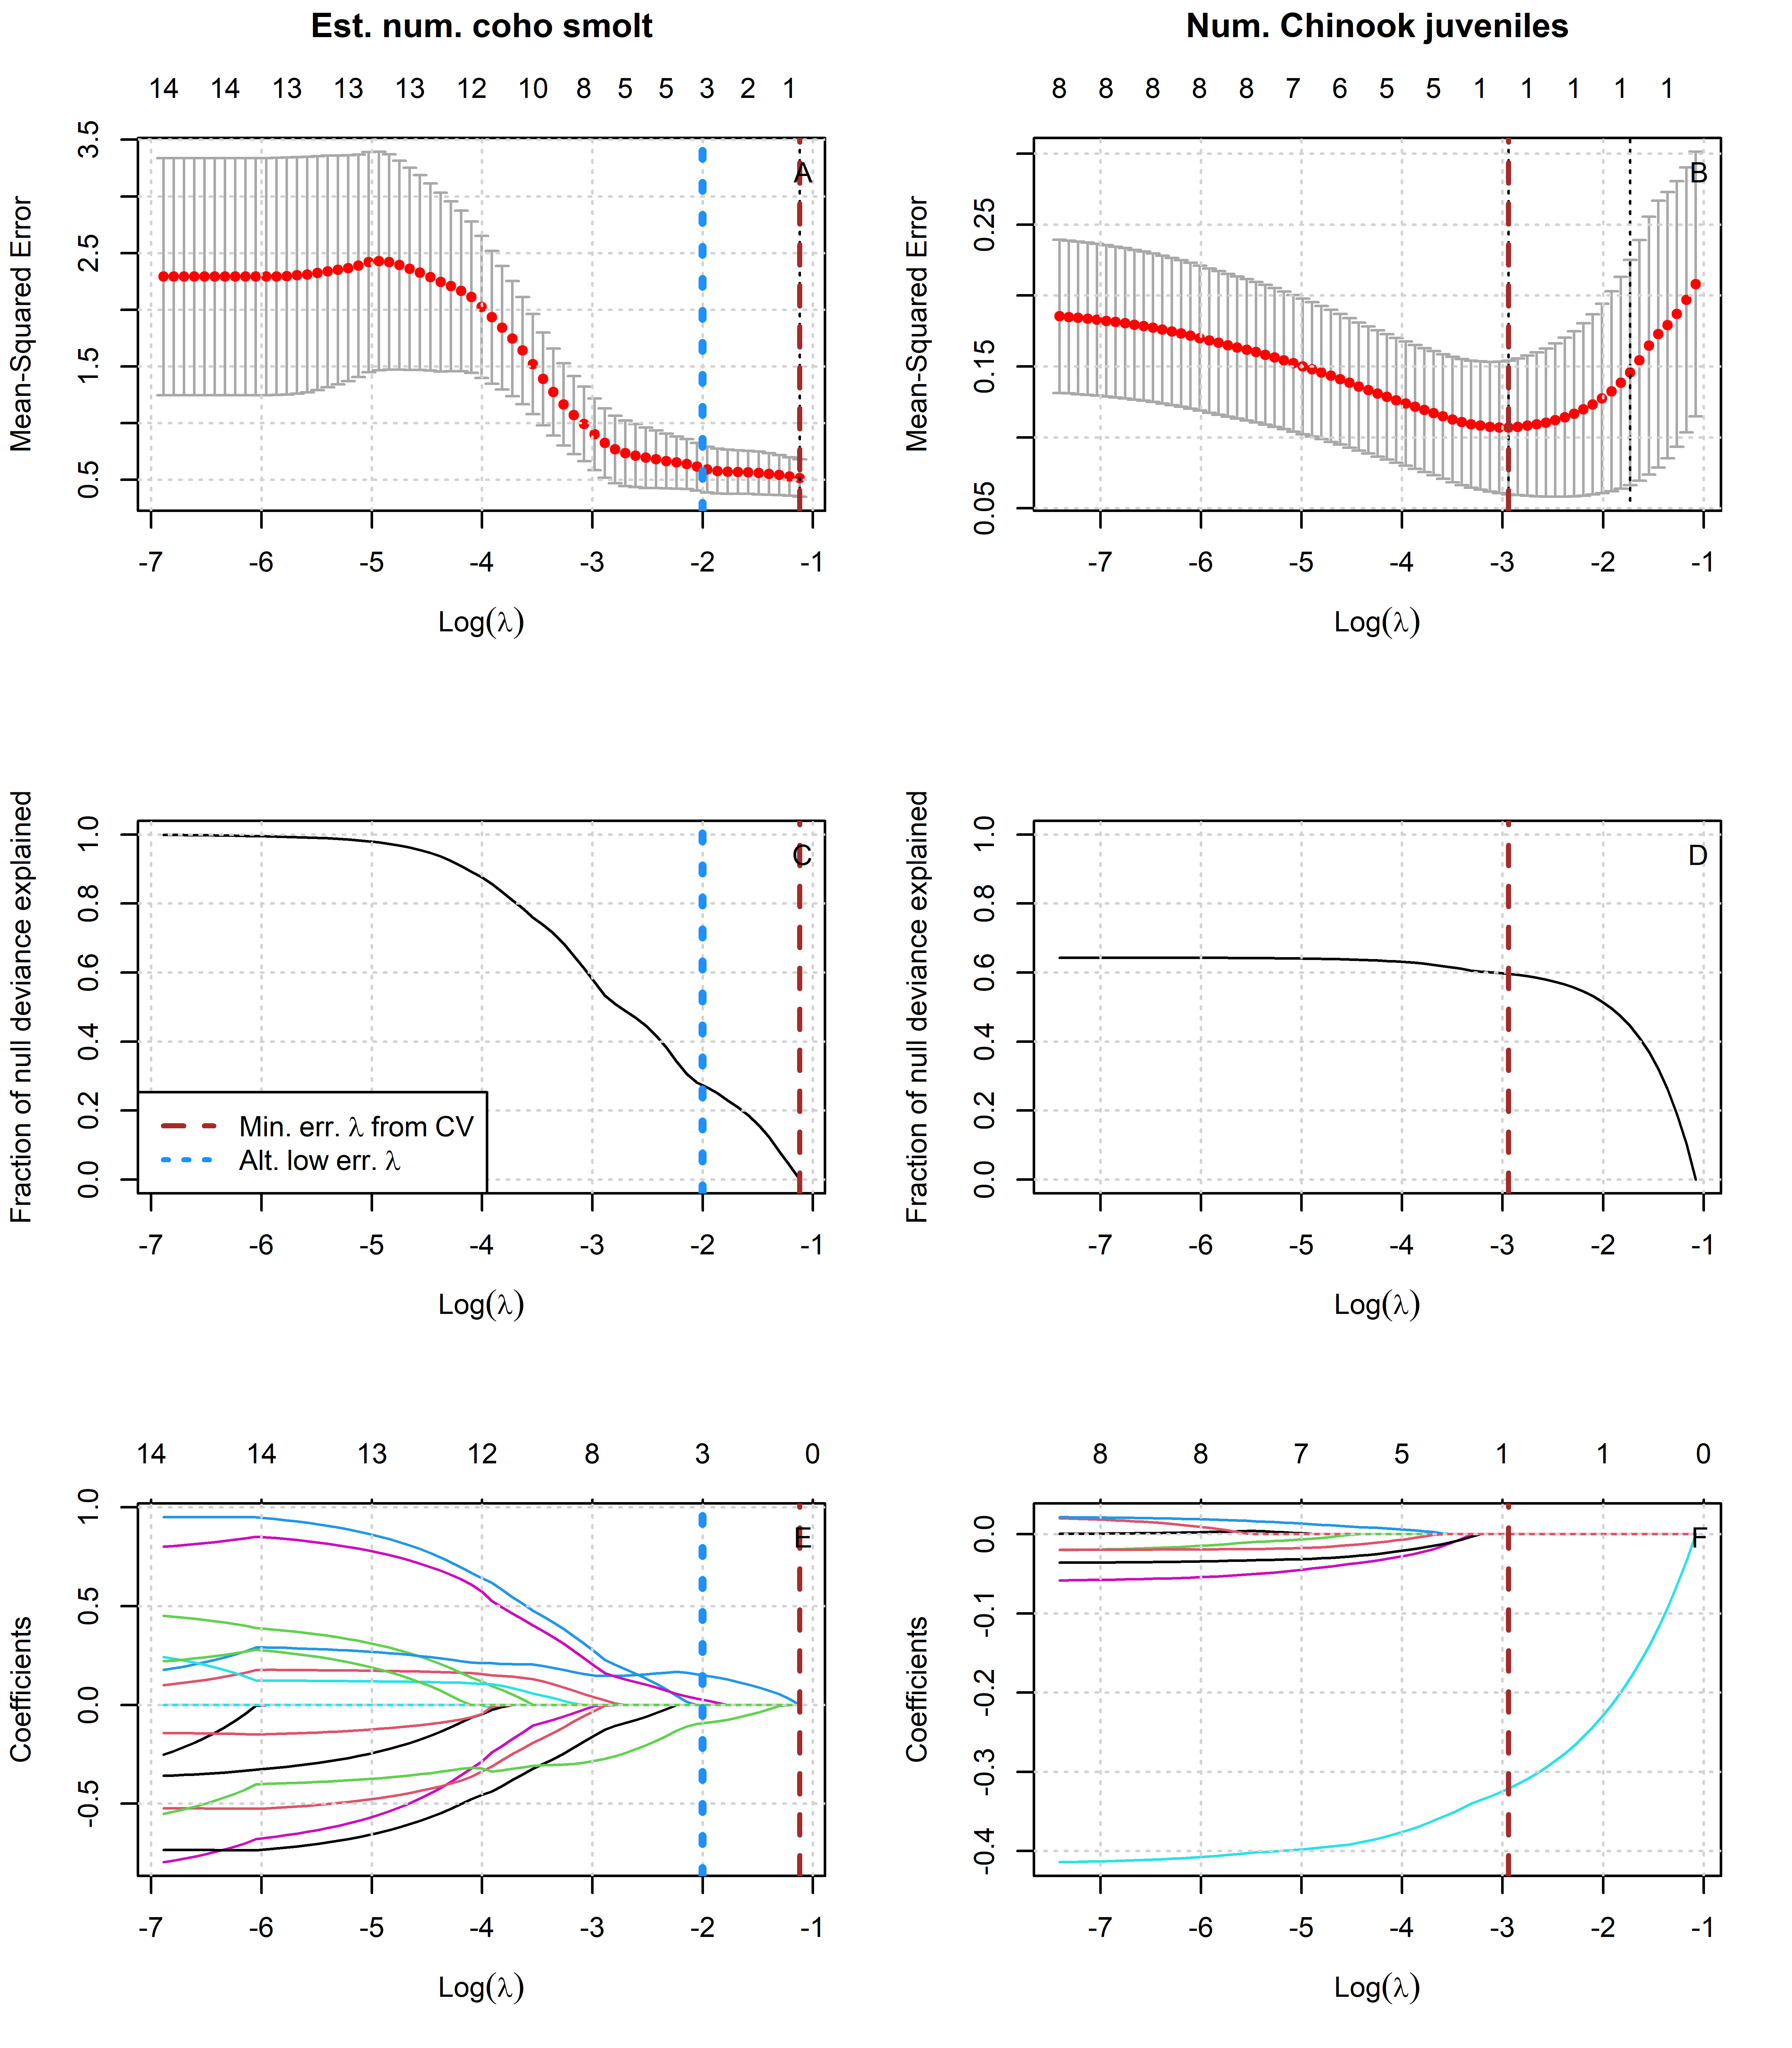 Est. num. coho smolt
Num. Chinook juveniles
14 14 13 13 13 12 10 8 5 5 3 2 1
8 8 8 8 8 7 6 5 5 1 1 1 1 1
Mean-Squared Error
3.5
2.5
1.5
0.5
A
-7 -6 -5 -4 -3 -2 -1
Log(λ)
Mean-Squared Error
0.25
0.15
0.05
B
-7 -6 -5 -4 -3 -2 -1
Log(λ)
Fraction of null deviance explained
1.0
0.8
0.6
0.4
0.2
0.0
C
Min. err. λ from CV
Alt. low err. λ
-7 -6 -5 -4 -3 -2 -1
Log(λ)
Fraction of null deviance explained
1.0
0.8
0.6
0.4
0.2
0.0
D
-7 -6 -5 -4 -3 -2 -1
Log(λ)
14 14 13 12 8 3 0
Coefficients
1.0
0.5
0.0
-0.5
E
-7 -6 -5 -4 -3 -2 -1
Log(λ)
8 8 7 5 1 1 0
Coefficients
0.0
-0.1
-0.2
-0.3
-0.4
F
-7 -6 -5 -4 -3 -2 -1
Log(λ)